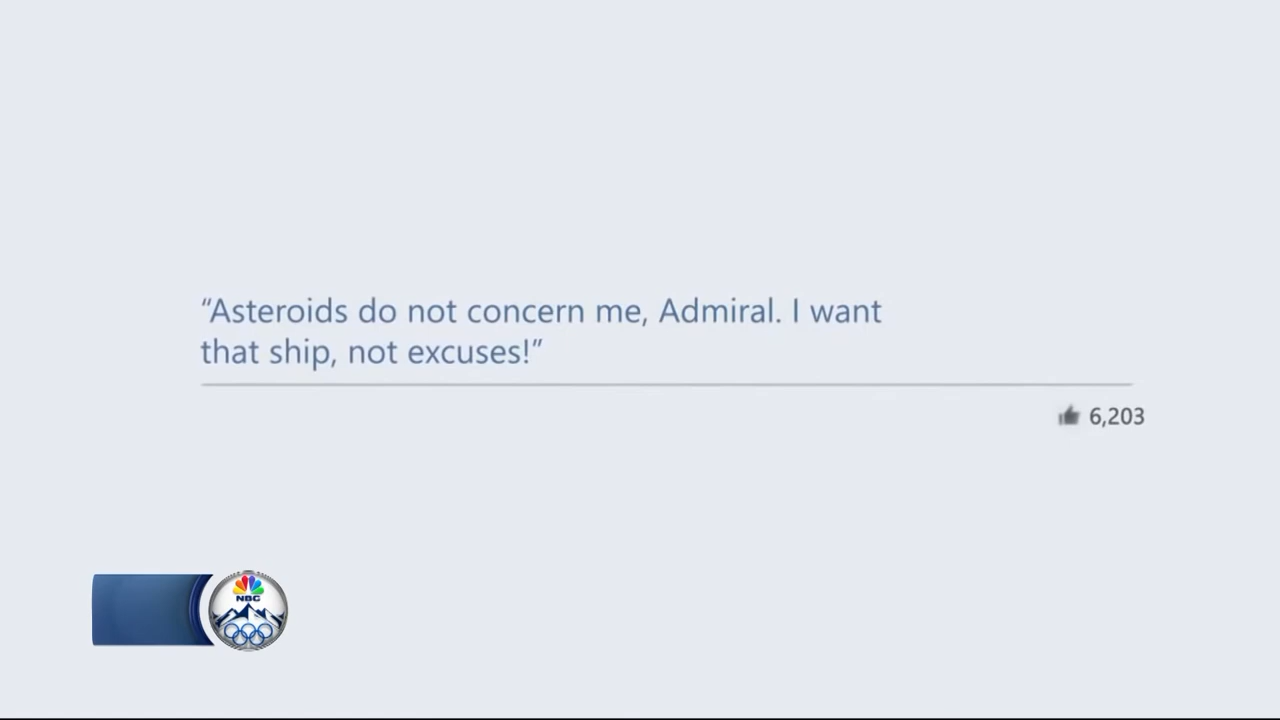 “Asteroids do not concern me, Admiral. I want
that ship, not excuses!”
6,203
NBC